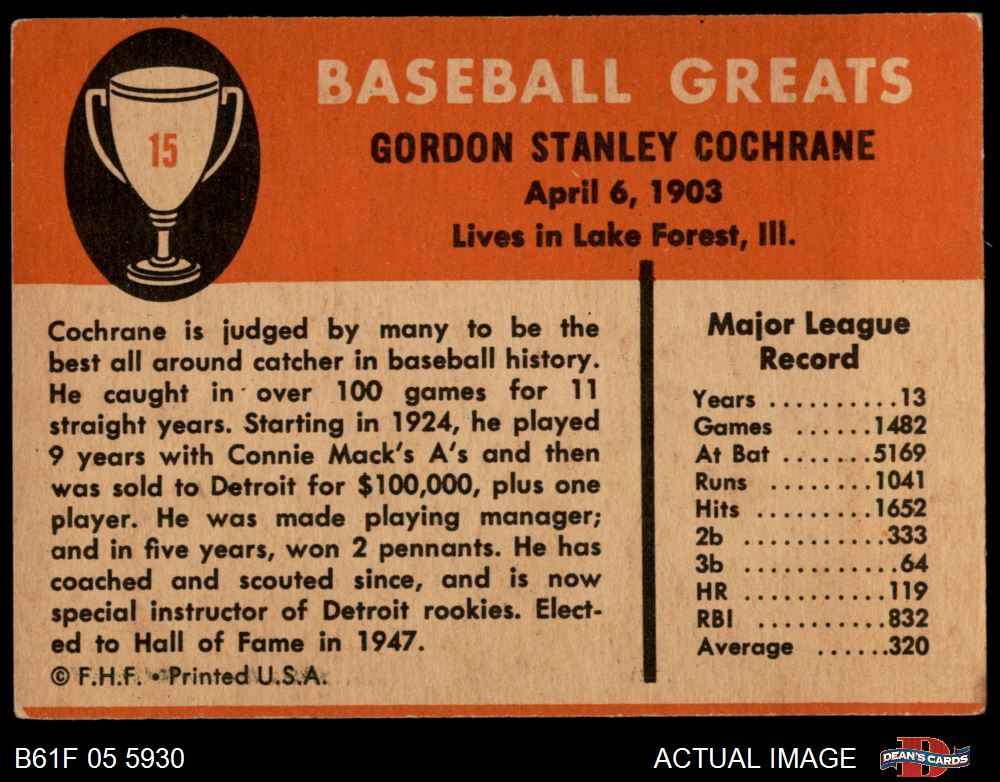 15
BASEBALL GREATS
GORDON STANLEY COCHRANE
April 6, 1903
Lives in Lake Forest, Ill.
Cochrane is judged by many to be the
best all around catcher in baseball history.
He caught in over 100 games for 11
straight years. Starting in 1924, he played
9 years with Connie Mack's A's and then
was sold to Detroit for $100,000, plus one
player. He was made playing manager;
and in five years, won 2 pennants. He has
coached and scouted since, and is now
special instructor of Detroit rookies. Elect-
ed to Hall of Fame in 1947.
© F.H.F. • Printed U.S.A.
Major League
Record
Years ..........13
Games ......1482
At Bat .......5169
Runs ........1041
Hits .........1652
2b ...........333
3b ............64
HR ...........119
RBI ..........832
Average ......320
B61F 05 5930
ACTUAL IMAGE
D
DEAN'S CARDS